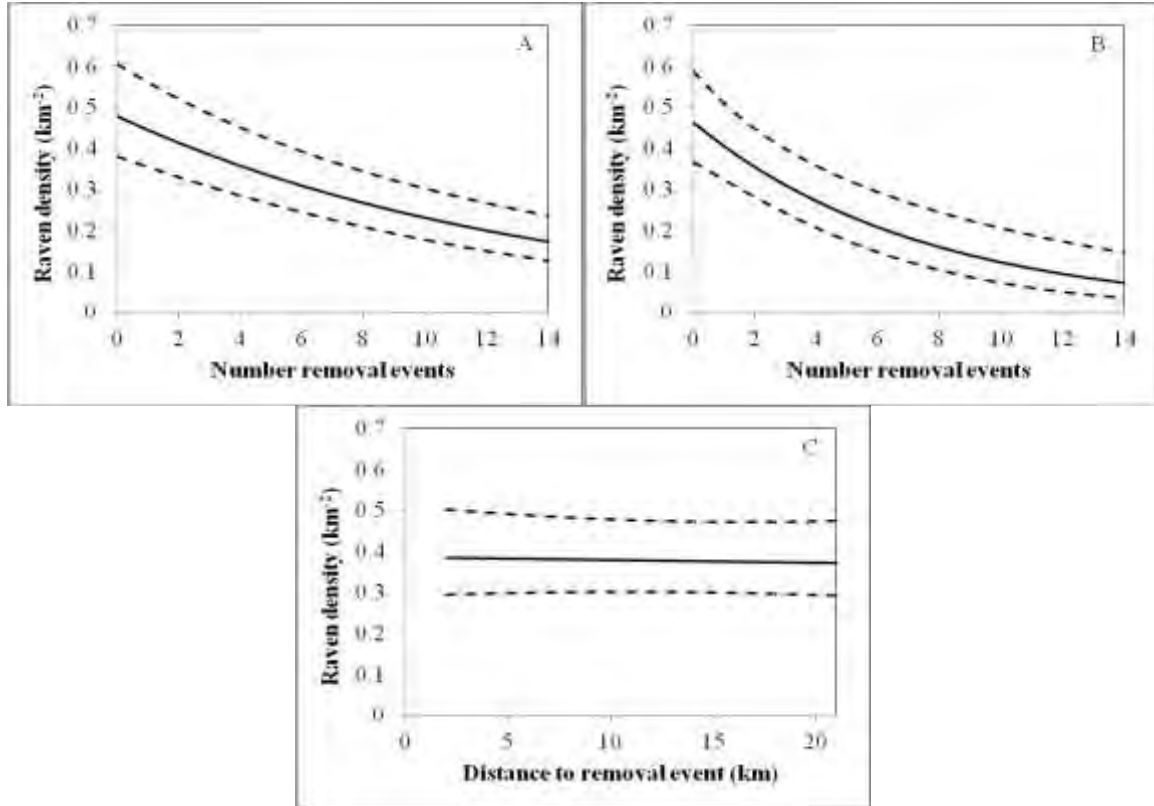 A
Raven density (km-2)
0.7
0 6
0 5
0 4
0 3
0 2
0.1
0
0 2 4 6 8 10 12 14
Number removal events
B
Raven density (km-2)
0.7
0 6
0 5
0 4
0 3
0 2
0.1
0
0 2 4 6 8 10 12 14
Number removal events
C
Raven density (km-2)
0.7
0 6
0 5
0 4
0 3
0 2
0.1
0
0 5 10 15 20
Distance to removal event (km)